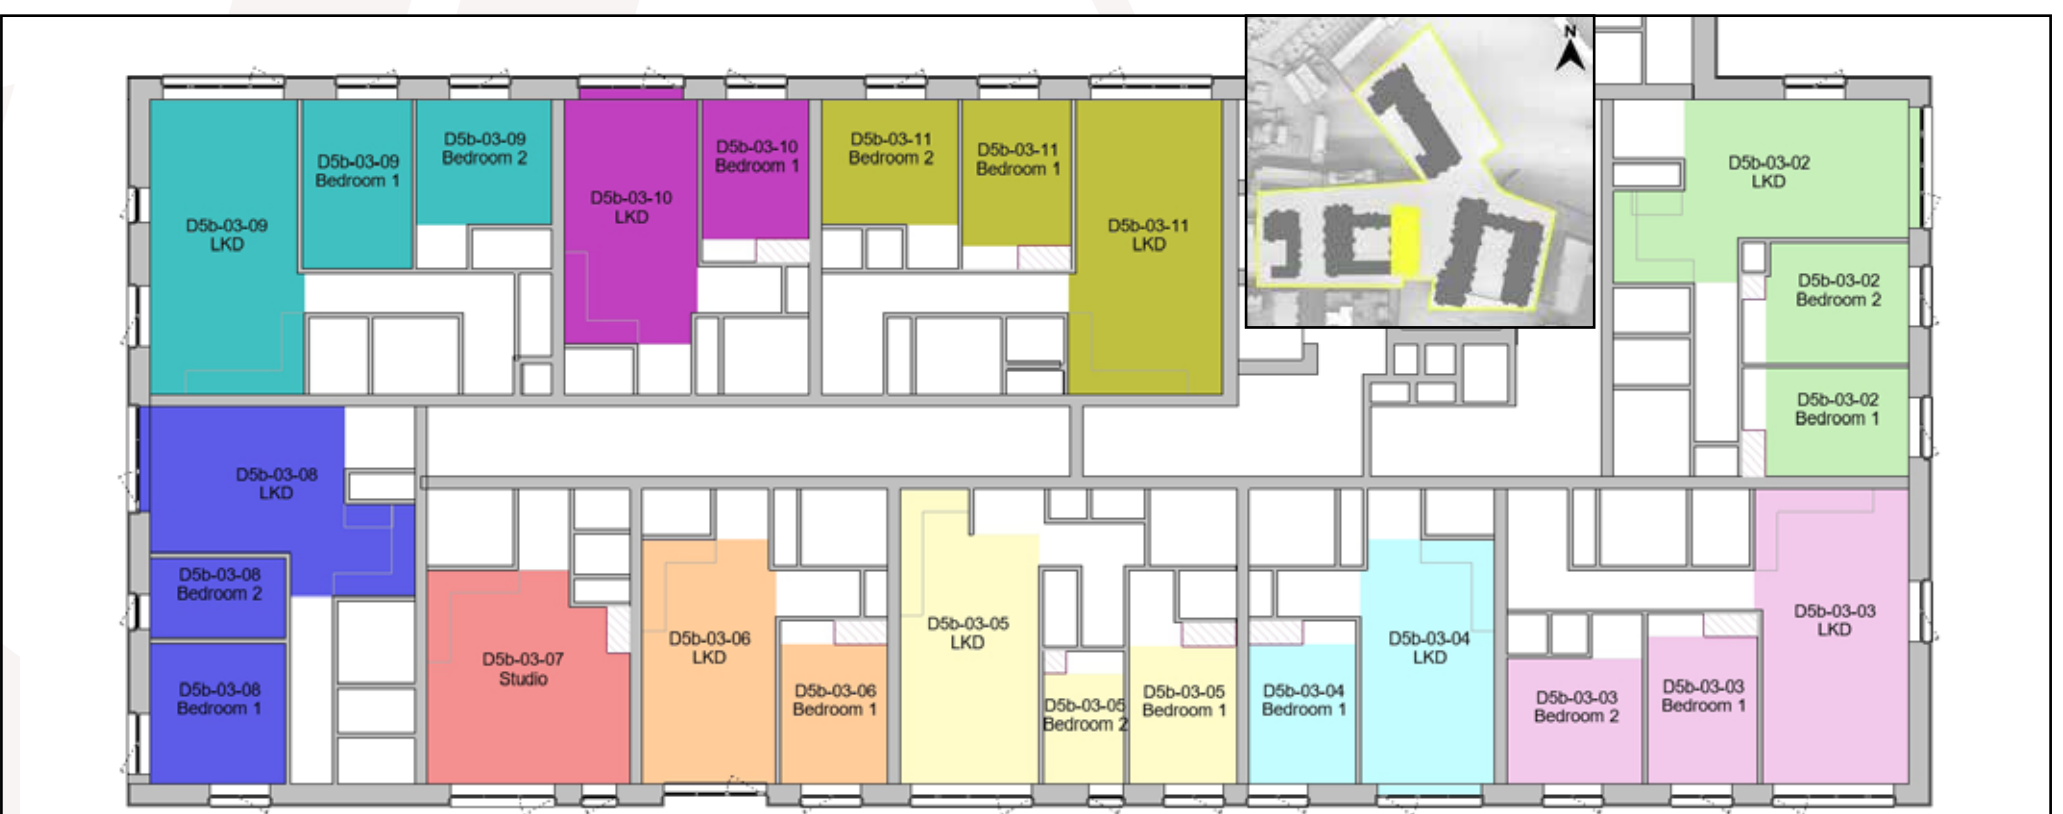 N
D5b-03-09
LKD
D5b-03-09
Bedroom 1
D5b-03-09
Bedroom 2
D5b-03-10
LKD
D5b-03-10
Bedroom 1
D5b-03-11
Bedroom 2
D5b-03-11
Bedroom 1
D5b-03-11
LKD
D5b-03-02
LKD
D5b-03-02
Bedroom 2
D5b-03-02
Bedroom 1
D5b-03-08
LKD
D5b-03-08
Bedroom 2
D5b-03-08
Bedroom 1
D5b-03-07
Studio
D5b-03-06
LKD
D5b-03-06
Bedroom 1
D5b-03-05
LKD
D5b-03-05
Bedroom 2
D5b-03-05
Bedroom 1
D5b-03-04
Bedroom 1
D5b-03-04
LKD
D5b-03-03
Bedroom 2
D5b-03-03
Bedroom 1
D5b-03-03
LKD